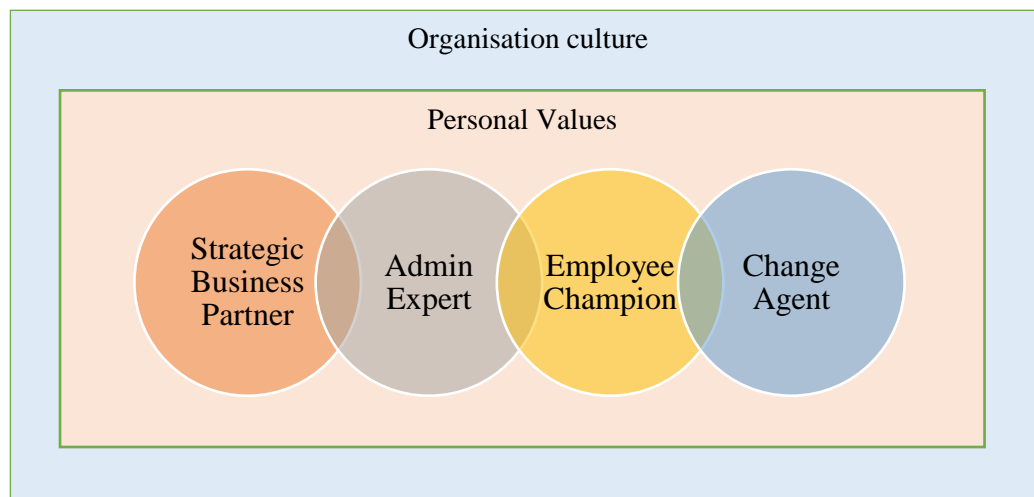 Organisation culture
Personal Values
Strategic
Business
Partner
Admin
Expert
Employee
Champion
Change
Agent